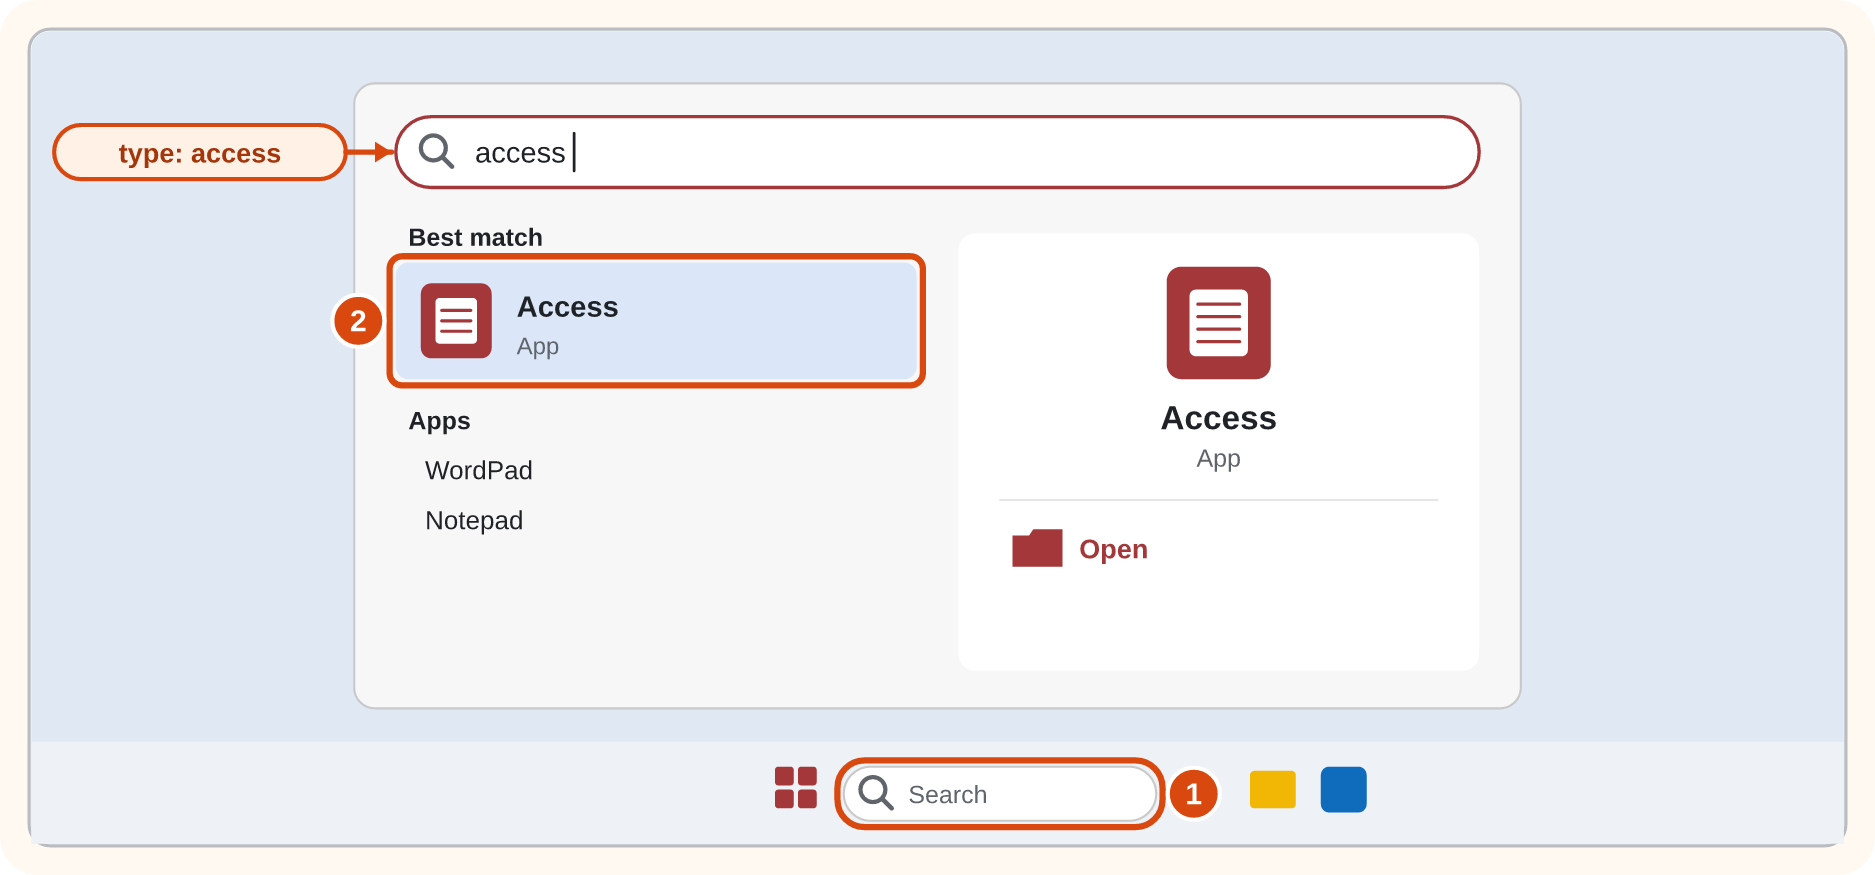 type: access
access
Best match
2
Access
App
Apps
WordPad
Notepad
Access
App
Open
Search
1